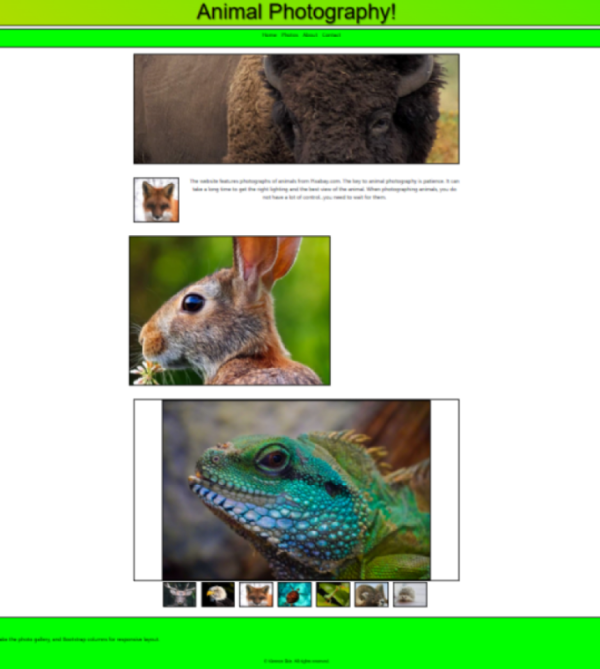 Animal Photography!
Home Photos About Contact
The website features photographs of animals from Pixabay.com. The key to animal photography is patience. It can
take a long time to get the right lighting and the best view of the animal. When photographing animals, you do
not have a lot of control, you need to wait for them.
the photo gallery, and Bootstrap columns for responsive layout.
All rights reserved.